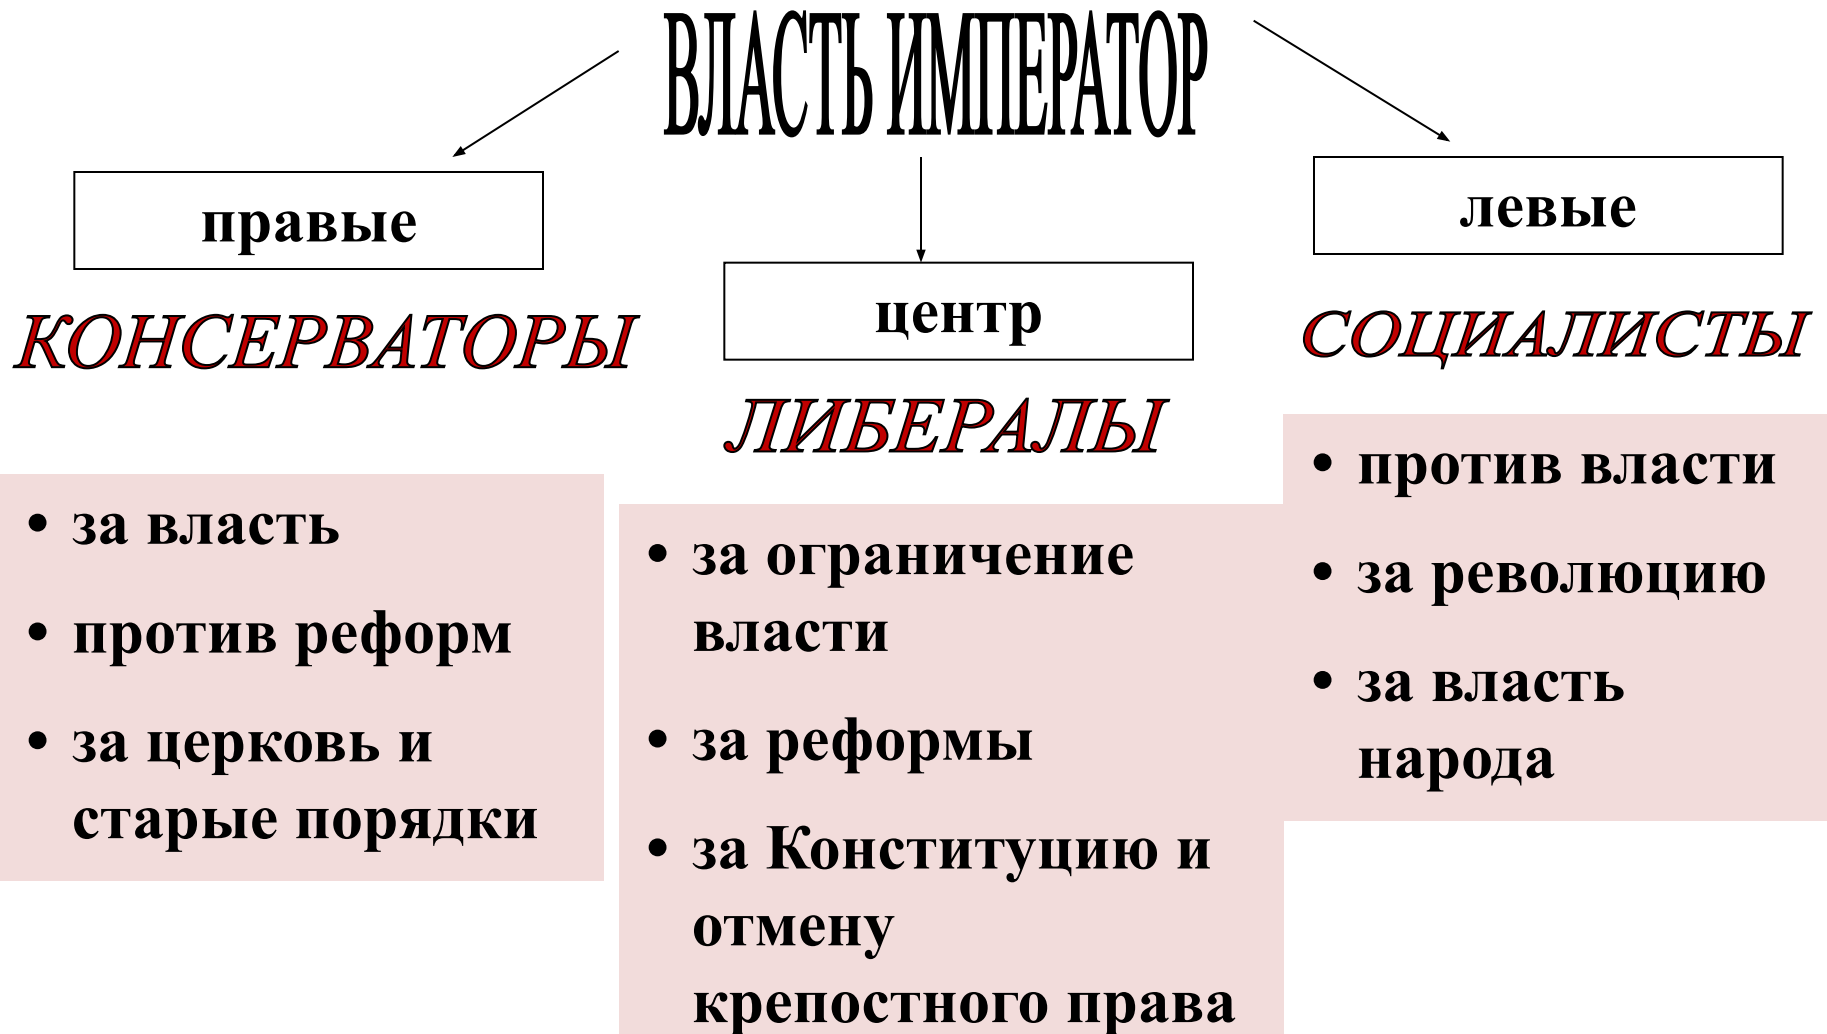 ВЛАСТЬ ИМПЕРАТОР
правые
КОНСЕРВАТОРЫ
• за власть
• против реформ
• за церковь и
старые порядки
центр
ЛИБЕРАЛЫ
• за ограничение
власти
• за реформы
• за Конституцию и
отмену
крепостного права
левые
СОЦИАЛИСТЫ
• против власти
• за революцию
• за власть
народа